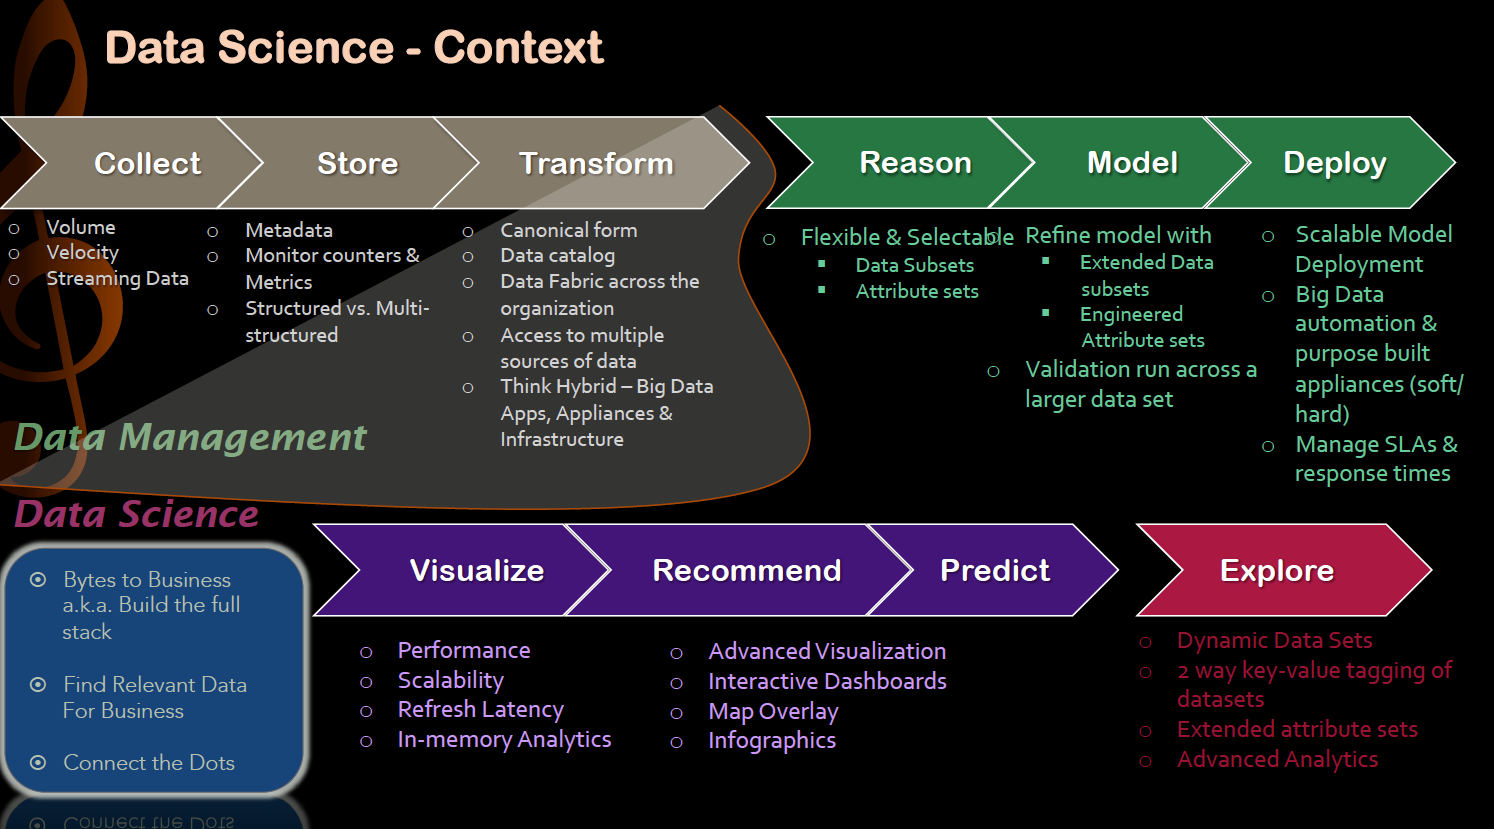 Data Science - Context
Collect
Store
Transform
Reason
Model
Deploy
Volume
Velocity
Streaming Data
Metadata
Monitor counters &
Metrics
Structured vs. Multi-
structured
Canonical form
Data catalog
Data Fabric across the
organization
Access to multiple
sources of data
Think Hybrid – Big Data
Apps, Appliances &
Infrastructure
Flexible & Selectable
Data Subsets
Attribute sets
Refine model with
Extended Data
subsets
Engineered
Attribute sets
Validation run across a
larger data set
Scalable Model
Deployment
Big Data
automation &
purpose built
appliances (soft/
hard)
Manage SLAs &
response times
Data Management
Data Science
Bytes to Business
a.k.a. Build the full
stack
Find Relevant Data
For Business
Connect the Dots
Visualize
Recommend
Predict
Explore
Performance
Scalability
Refresh Latency
In-memory Analytics
Advanced Visualization
Interactive Dashboards
Map Overlay
Infographics
Dynamic Data Sets
2 way key-value tagging of
datasets
Extended attribute sets
Advanced Analytics